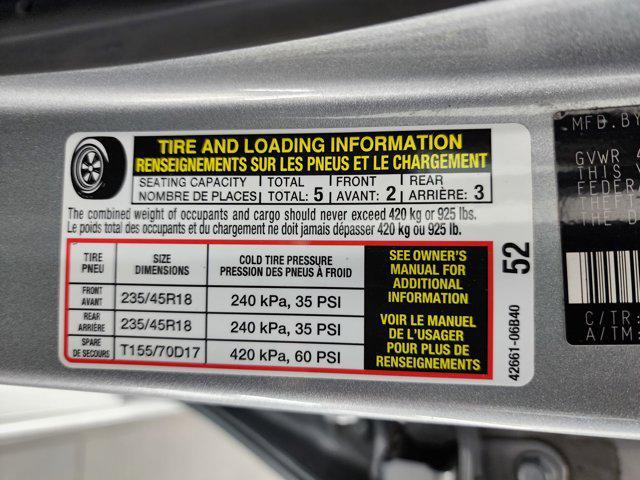 TIRE AND LOADING INFORMATION
RENSEIGNEMENTS SUR LES PNEUS ET LE CHARGEMENT
SEATING CAPACITY TOTAL FRONT REAR
NOMBRE DE PLACES TOTAL: 5 AVANT: 2 ARRIÈRE: 3
The combined weight of occupants and cargo should never exceed 420 kg or 925 lbs.
Le poids total des occupants et du chargement ne doit jamais dépasser 420 kg ou 925 lb.
TIRE
PNEU
SIZE
DIMENSIONS
COLD TIRE PRESSURE
PRESSION DES PNEUS À FROID
FRONT
AVANT
235/45R18
240 kPa, 35 PSI
REAR
ARRIÈRE
235/45R18
240 kPa, 35 PSI
SPARE
DE SECOURS
T155/70D17
420 kPa, 60 PSI
SEE OWNER'S
MANUAL FOR
ADDITIONAL
INFORMATION
VOIR LE MANUEL
DE L'USAGER
POUR PLUS DE
RENSEIGNEMENTS
52
42661-06B40
MFD.BY
GVWR 4
THIS
FEDER
THEFT
C/TR:
A/TM: